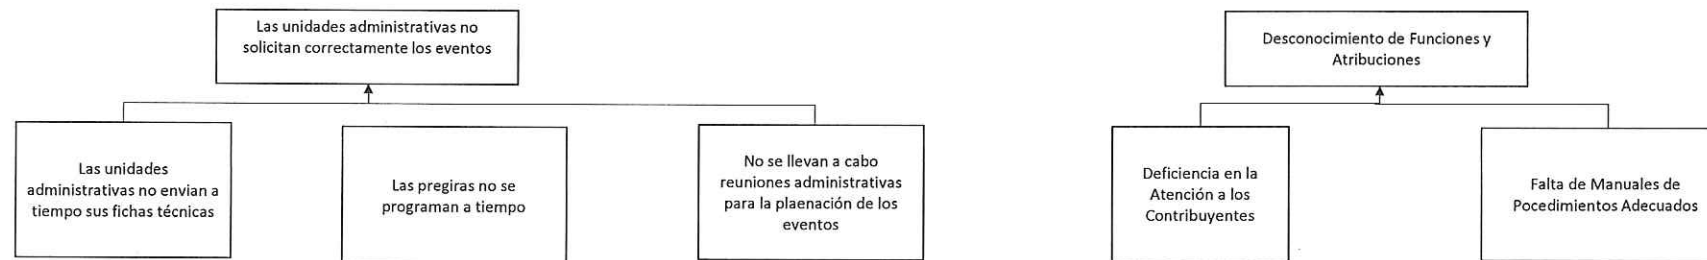 Las unidades administrativas no
solicitan correctamente los eventos
Desconocimiento de Funciones y
Atribuciones
Las unidades
administrativas no envian a
tiempo sus fichas técnicas
Las pregiras no se
programan a tiempo
No se llevan a cabo
reuniones administrativas
para la plaenación de los
eventos
Deficiencia en la
Atención a los
Contribuyentes
Falta de Manuales de
Pocedimientos Adecuados